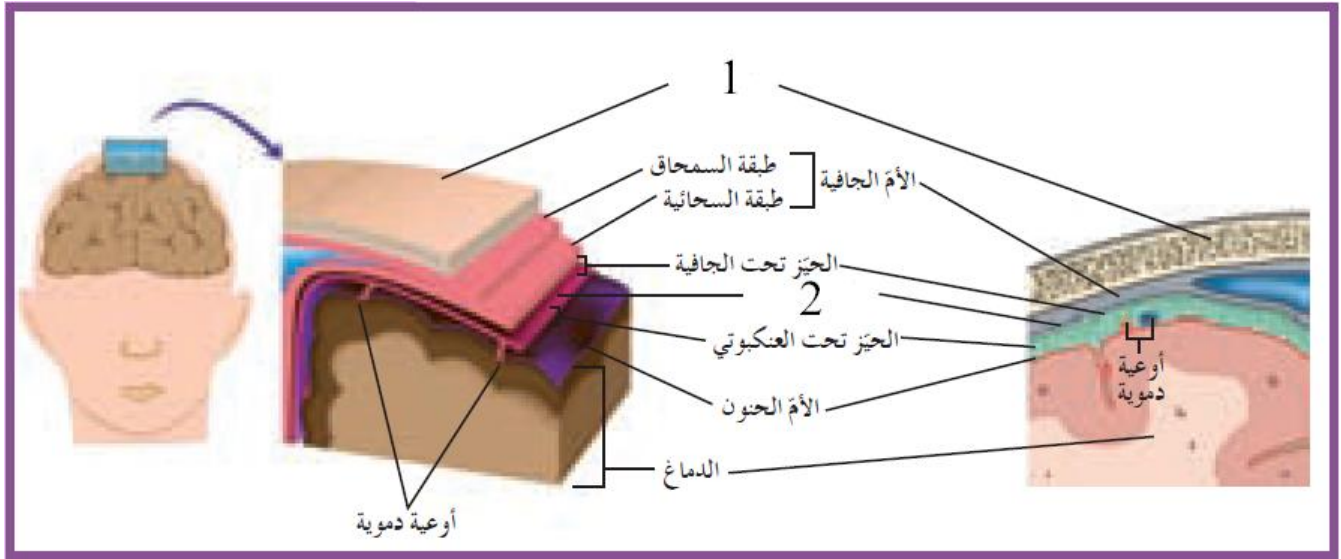 1
طبقة السمحاق
الأمّ الجافية
طبقة السحائية
الحيّز تحت الجافية
2
الحيّز تحت العنكبوتي
أوعية
دموية
الأمّ الحنون
الدماغ
أوعية دموية